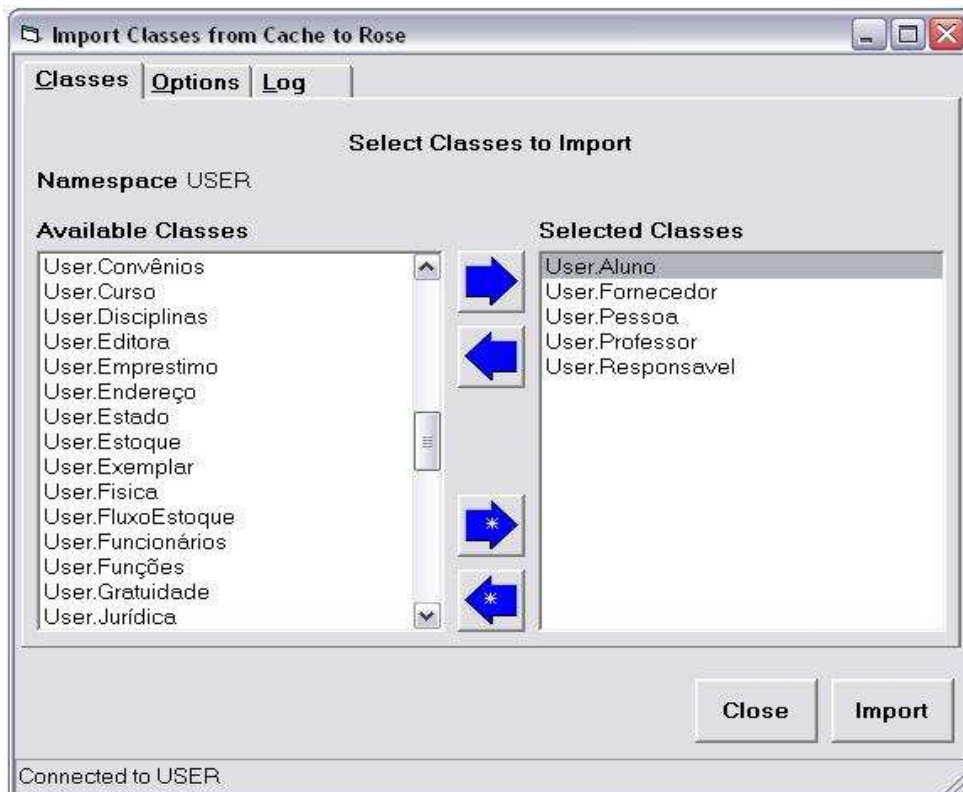 Import Classes from Cache to Rose
Classes Options Log
Select Classes to Import
Namespace USER
Available Classes
User.Convênios
User.Curso
User.Disciplinas
User.Editora
User.Emprestimo
User.Endereço
User.Estado
User.Estoque
User.Exemplar
User.Fisica
User.FluxoEstoque
User.Funcionários
User.Funções
User.Gratuidade
User.Jurídica
Selected Classes
User.Aluno
User.Fornecedor
User.Pessoa
User.Professor
User.Responsavel
*
*
Close Import
Connected to USER